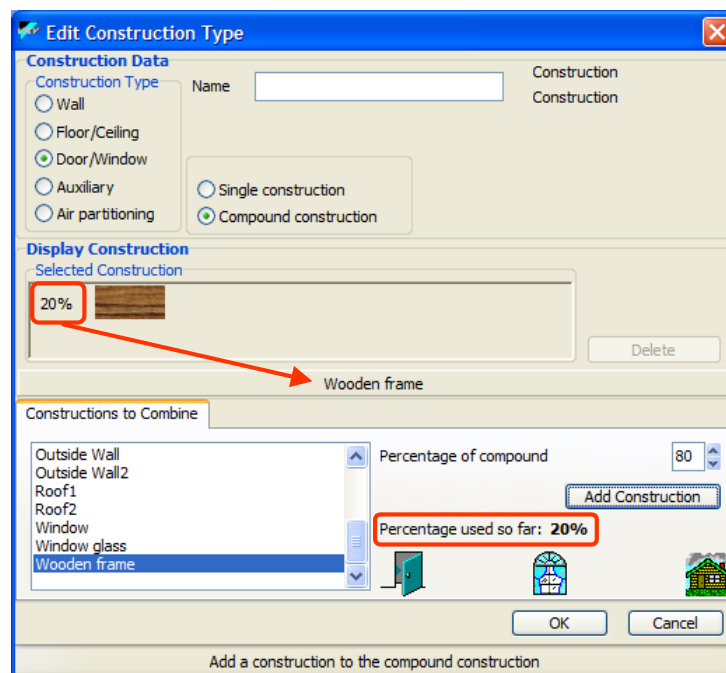 Edit Construction Type
Construction Data
Construction Type
Name
Construction
Construction
Wall
Floor/Ceiling
Door/Window
Auxiliary
Air partitioning
Single construction
Compound construction
Display Construction
Selected Construction
20%
Delete
Wooden frame
Constructions to Combine
Outside Wall
Outside Wall2
Roof1
Roof2
Window
Window glass
Wooden frame
Percentage of compound 80
Add Construction
Percentage used so far: 20%
OK Cancel
Add a construction to the compound construction